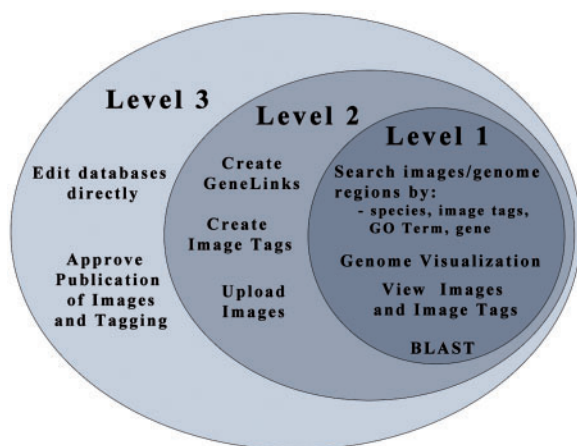 Level 3
Edit databases
directly
Approve
Publication
of Images
and Tagging
Level 2
Create
GeneLinks
Create
Image Tags
Upload
Images
Level 1
Search images/genome
regions by:
- species, image tags,
GO Term, gene
Genome Visualization
View Images
and Image Tags
BLAST